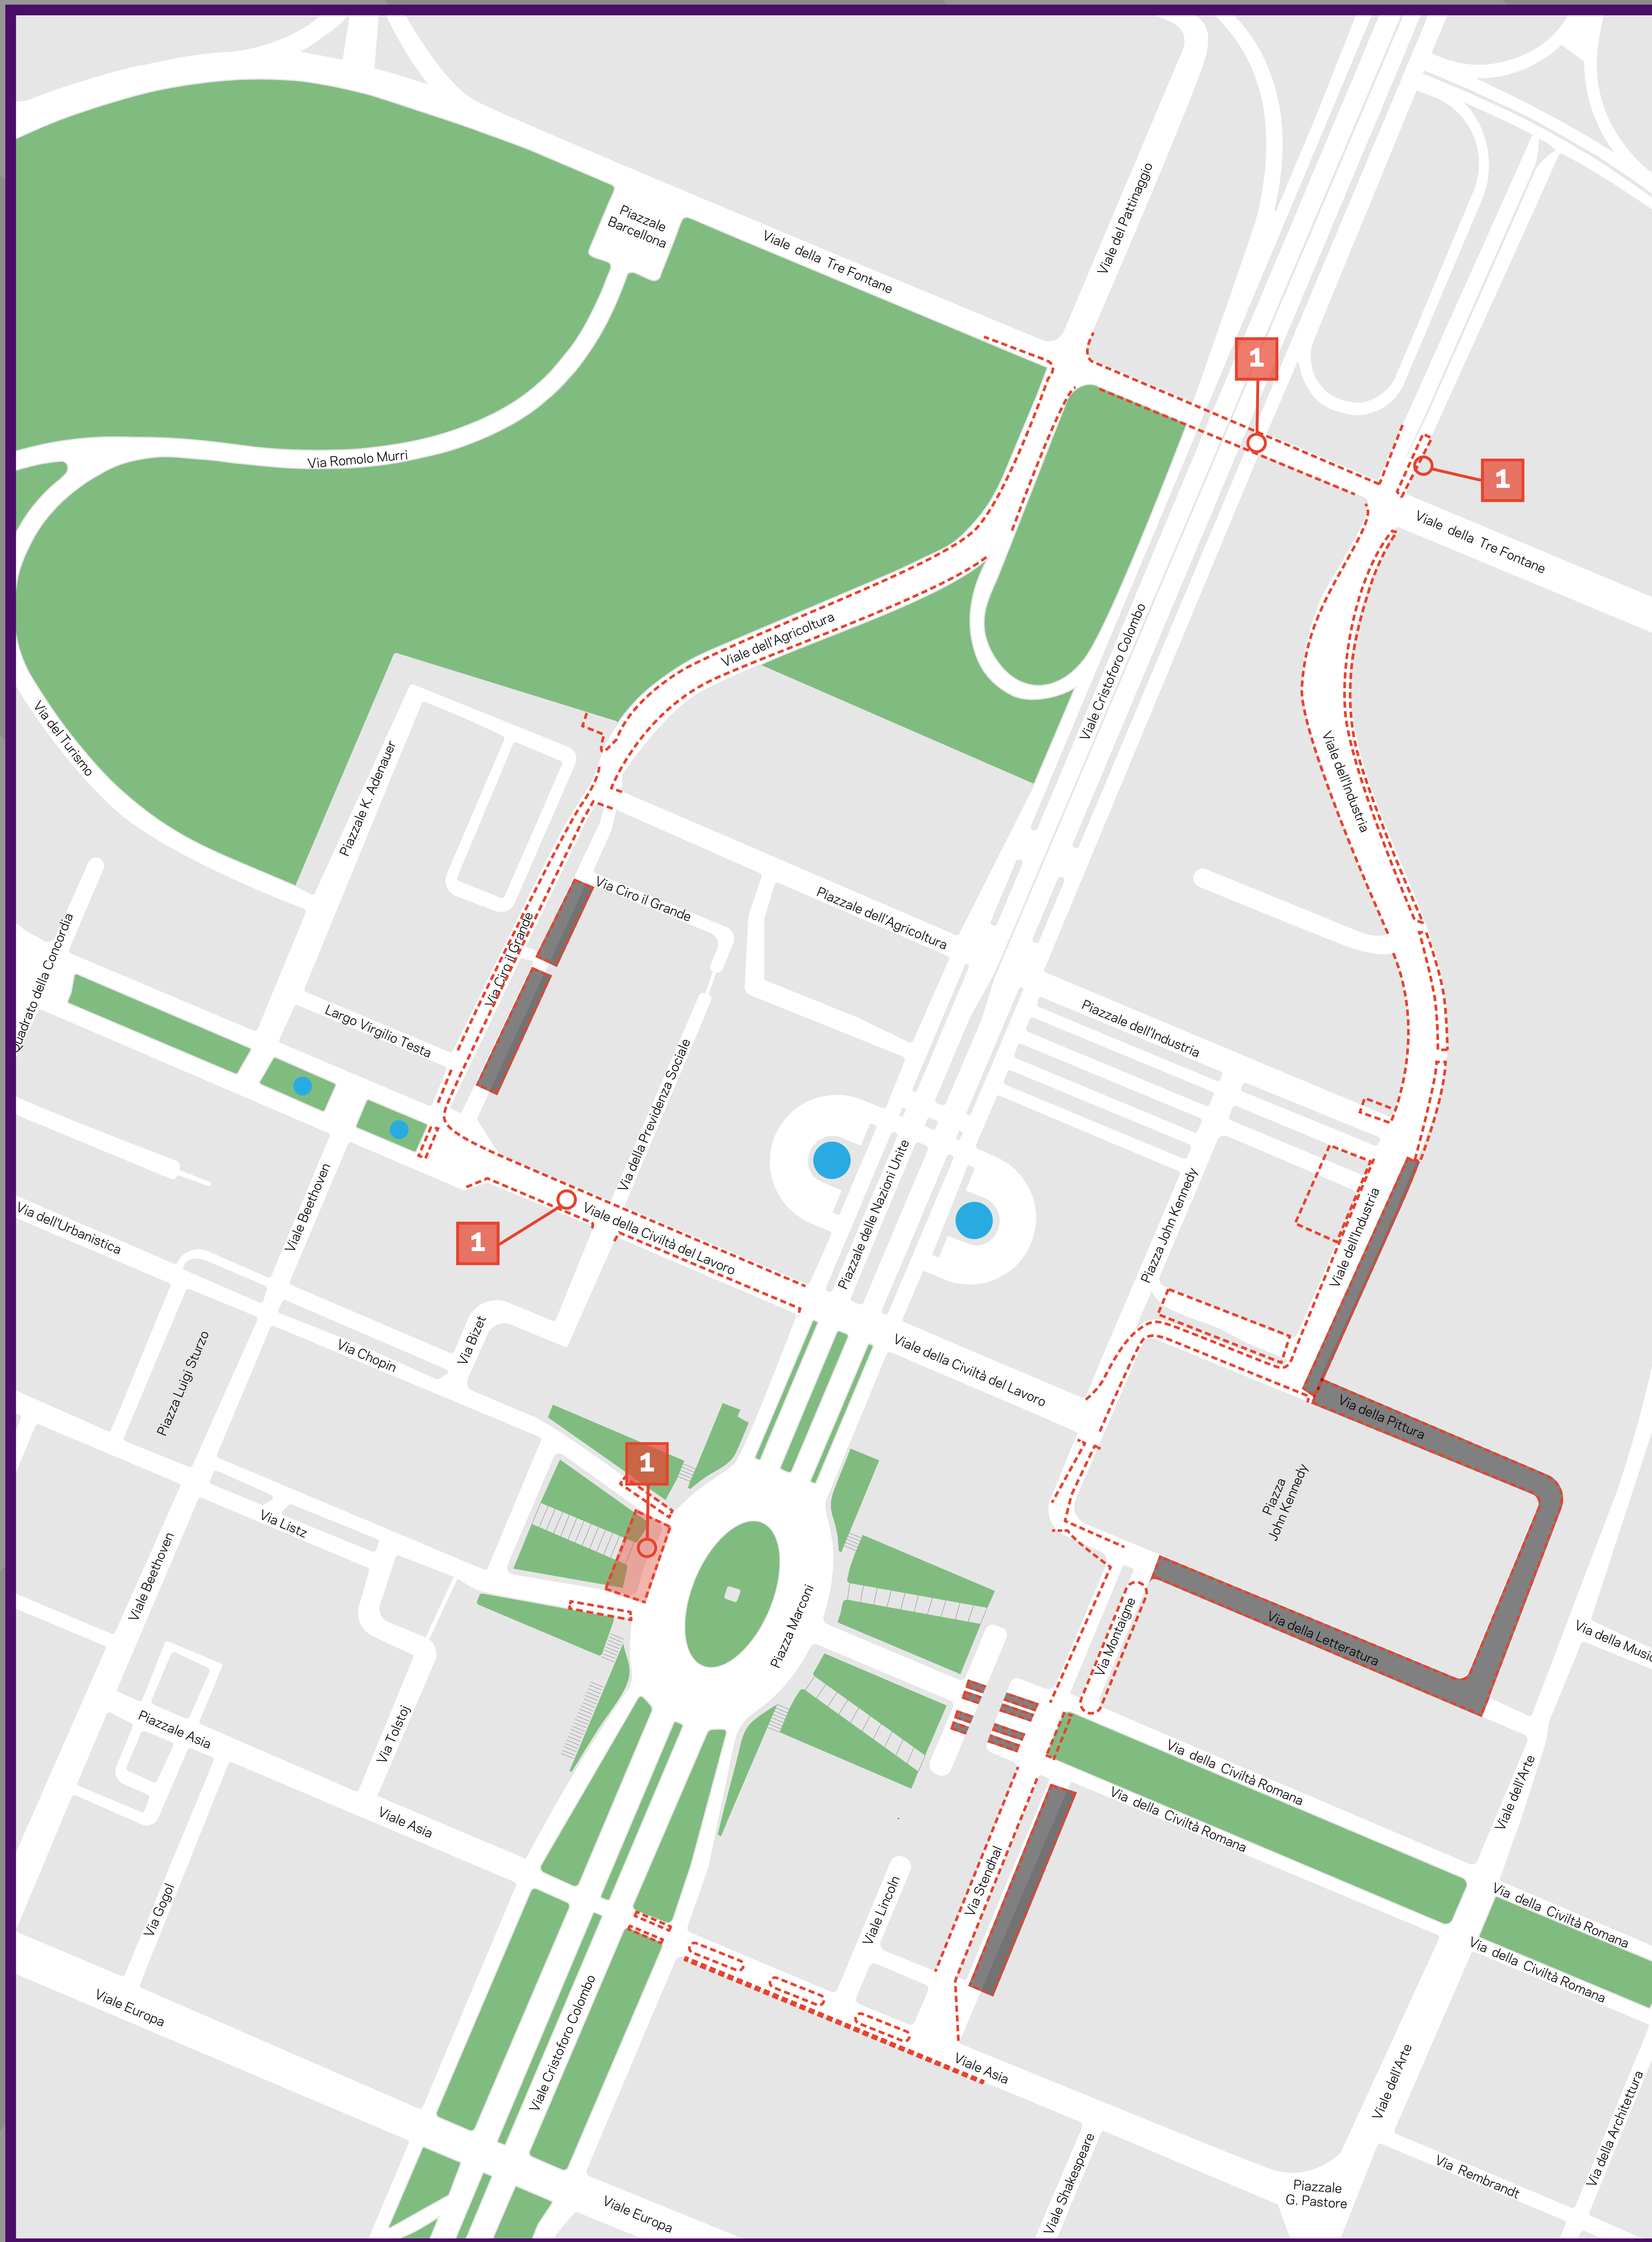 Piazzale
Barcellona
Viale della Tre Fontane
Viale del Pattinaggio
1
1
Via Romolo Murri
Viale della Tre Fontane
Viale dell'Agricoltura
Viale Cristoforo Colombo
Via del Turismo
Piazzale K. Adenauer
Viale dell'Industria
Via Ciro il Grande
Piazzale dell'Agricoltura
Quadrato della Concordia
Via Ciro il Grande
Largo Virgilio Testa
Piazzale dell'Industria
Via della Previdenza Sociale
Piazzale delle Nazioni Unite
Viale Beethoven
Via dell'Urbanistica
1
Viale della Civiltà del Lavoro
Piazza John Kennedy
Viale dell'Industria
Via Bizet
Via Chopin
Piazza Luigi Sturzo
Viale della Civiltà del Lavoro
Via della Pittura
1
Piazza
John Kennedy
Via Listz
Viale Beethoven
Piazza Marconi
Via Montaigne
Via della Letteratura
Via della Music
Piazzale Asia
Via Tolstoj
Via della Civiltà Romana
Viale dell'Arte
Viale Asia
Via della Civiltà Romana
Via Gogol
Viale Lincoln
Via Stendhal
Via della Civiltà Romana
Via della Civiltà Romana
Viale Europa
Viale Cristoforo Colombo
Viale Asia
Viale dell'Arte
Via della Architettura
Viale Shakespeare
Via Rembrandt
Piazzale
G. Pastore
Viale Europa